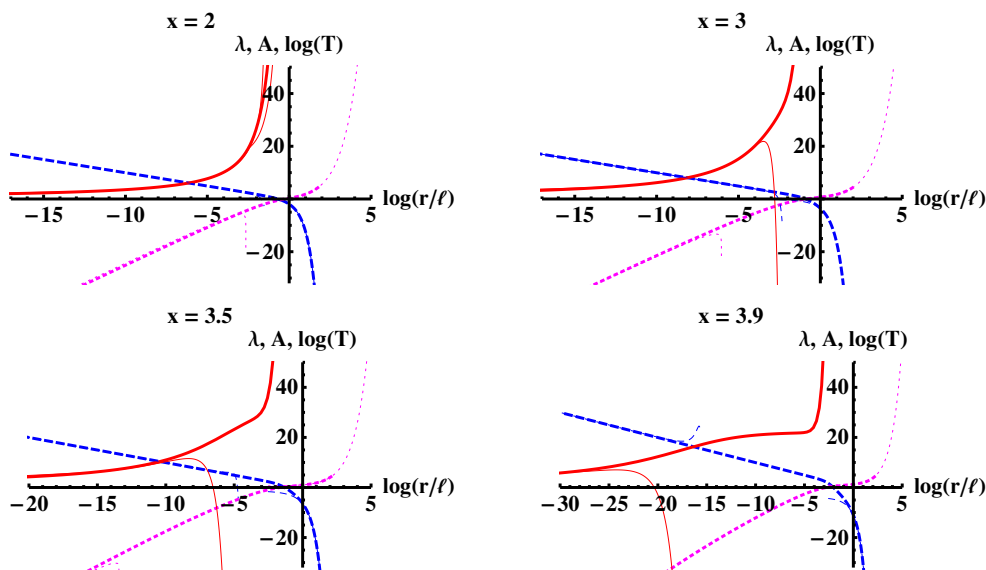 x = 2
λ, A, log(T)
40
20
−20
−15
−10
−5
5
log(r/ℓ)
x = 3
λ, A, log(T)
40
20
−20
−15
−10
−5
5
log(r/ℓ)
x = 3.5
λ, A, log(T)
40
20
−20
−20
−15
−10
−5
5
log(r/ℓ)
x = 3.9
λ, A, log(T)
40
20
−20
−30
−25
−20
−15
−10
−5
5
log(r/ℓ)